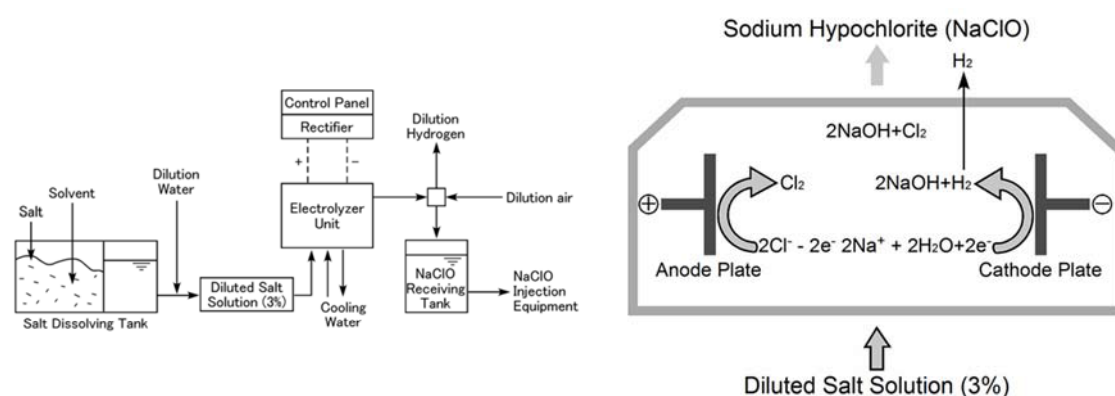 Control Panel
Rectifier
+
−
Dilution
Hydrogen
Dilution
Water
Solvent
Salt
Electrolyzer
Unit
Dilution air
Diluted Salt
Solution (3%)
Cooling
Water
NaClO
Receiving
Tank
NaClO
Injection
Equipment
Salt Dissolving Tank
Sodium Hypochlorite (NaClO)
H₂
2NaOH+Cl₂
Cl₂
2NaOH+H₂
+
−
2Cl⁻ - 2e⁻ 2Na⁺ + 2H₂O+2e⁻
Anode Plate
Cathode Plate
Diluted Salt Solution (3%)